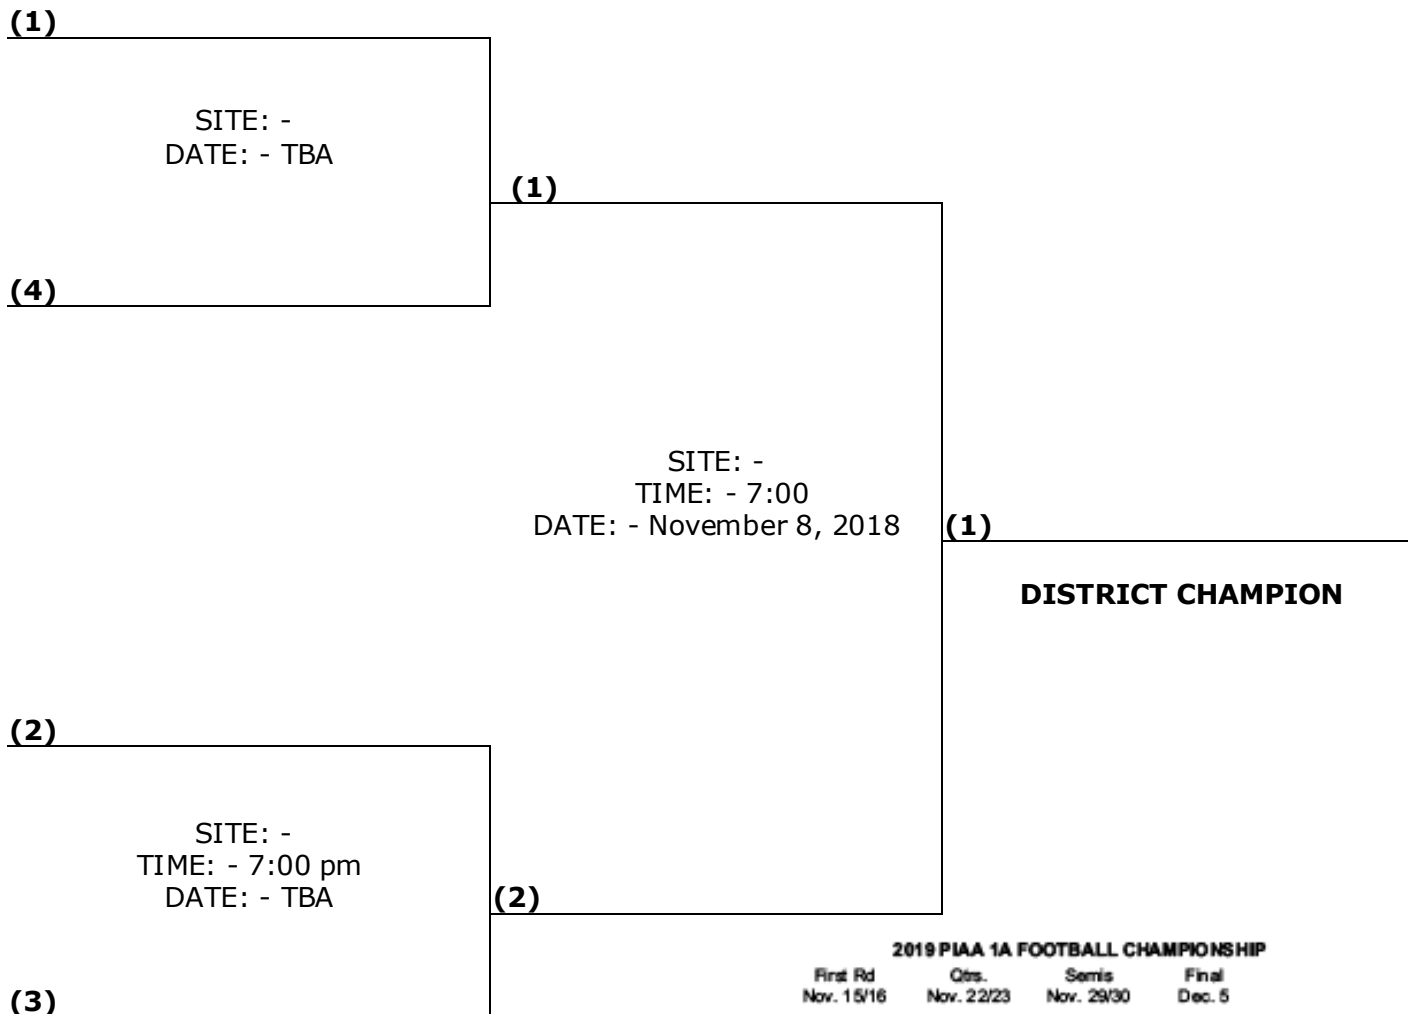 (1)
SITE: -
DATE: - TBA
(1)
(4)
SITE: -
TIME: - 7:00
DATE: - November 8, 2018
(1)
DISTRICT CHAMPION
(2)
SITE: -
TIME: - 7:00 pm
DATE: - TBA
(2)
2019 PIAA 1A FOOTBALL CHAMPIONSHIP
First Rd Qtrs. Semis Final
Nov. 15/16 Nov. 22/23 Nov. 29/30 Dec. 5
(3)